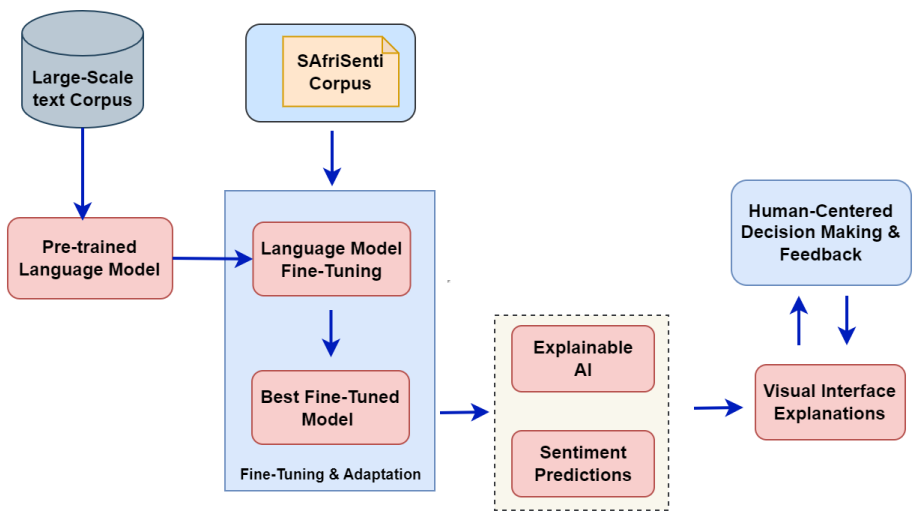 Large-Scale
text Corpus
SAfriSenti
Corpus
Pre-trained
Language Model
Language Model
Fine-Tuning
Best Fine-Tuned
Model
Fine-Tuning & Adaptation
Explainable
AI
Sentiment
Predictions
Human-Centered
Decision Making &
Feedback
Visual Interface
Explanations